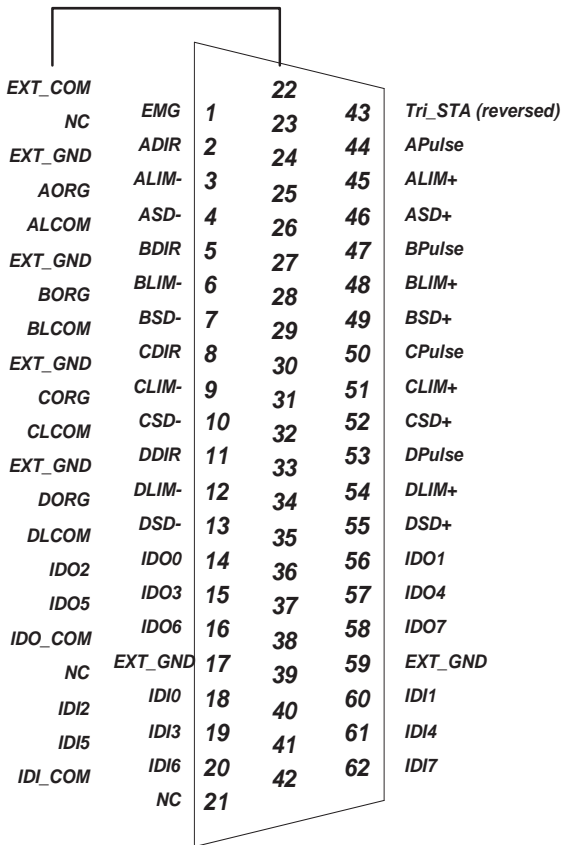 EXT_COM 22
EMG 1 43 Tri_STA (reversed)
NC 23
ADIR 2 44 APulse
EXT_GND 24
ALIM- 3 45 ALIM+
AORG 25
ASD- 4 46 ASD+
ALCOM 26
BDIR 5 47 BPulse
EXT_GND 27
BLIM- 6 48 BLIM+
BORG 28
BSD- 7 49 BSD+
BLCOM 29
CDIR 8 50 CPulse
EXT_GND 30
CLIM- 9 51 CLIM+
CORG 31
CSD- 10 52 CSD+
CLCOM 32
DDIR 11 53 DPulse
EXT_GND 33
DLIM- 12 54 DLIM+
DORG 34
DSD- 13 55 DSD+
DLCOM 35
IDO0 14 56 IDO1
IDO2 36
IDO3 15 57 IDO4
IDO5 37
IDO6 16 58 IDO7
IDO_COM 38
EXT_GND 17 59 EXT_GND
NC 39
IDI0 18 60 IDI1
IDI2 40
IDI3 19 61 IDI4
IDI5 41
IDI6 20 62 IDI7
IDI_COM 42
NC 21